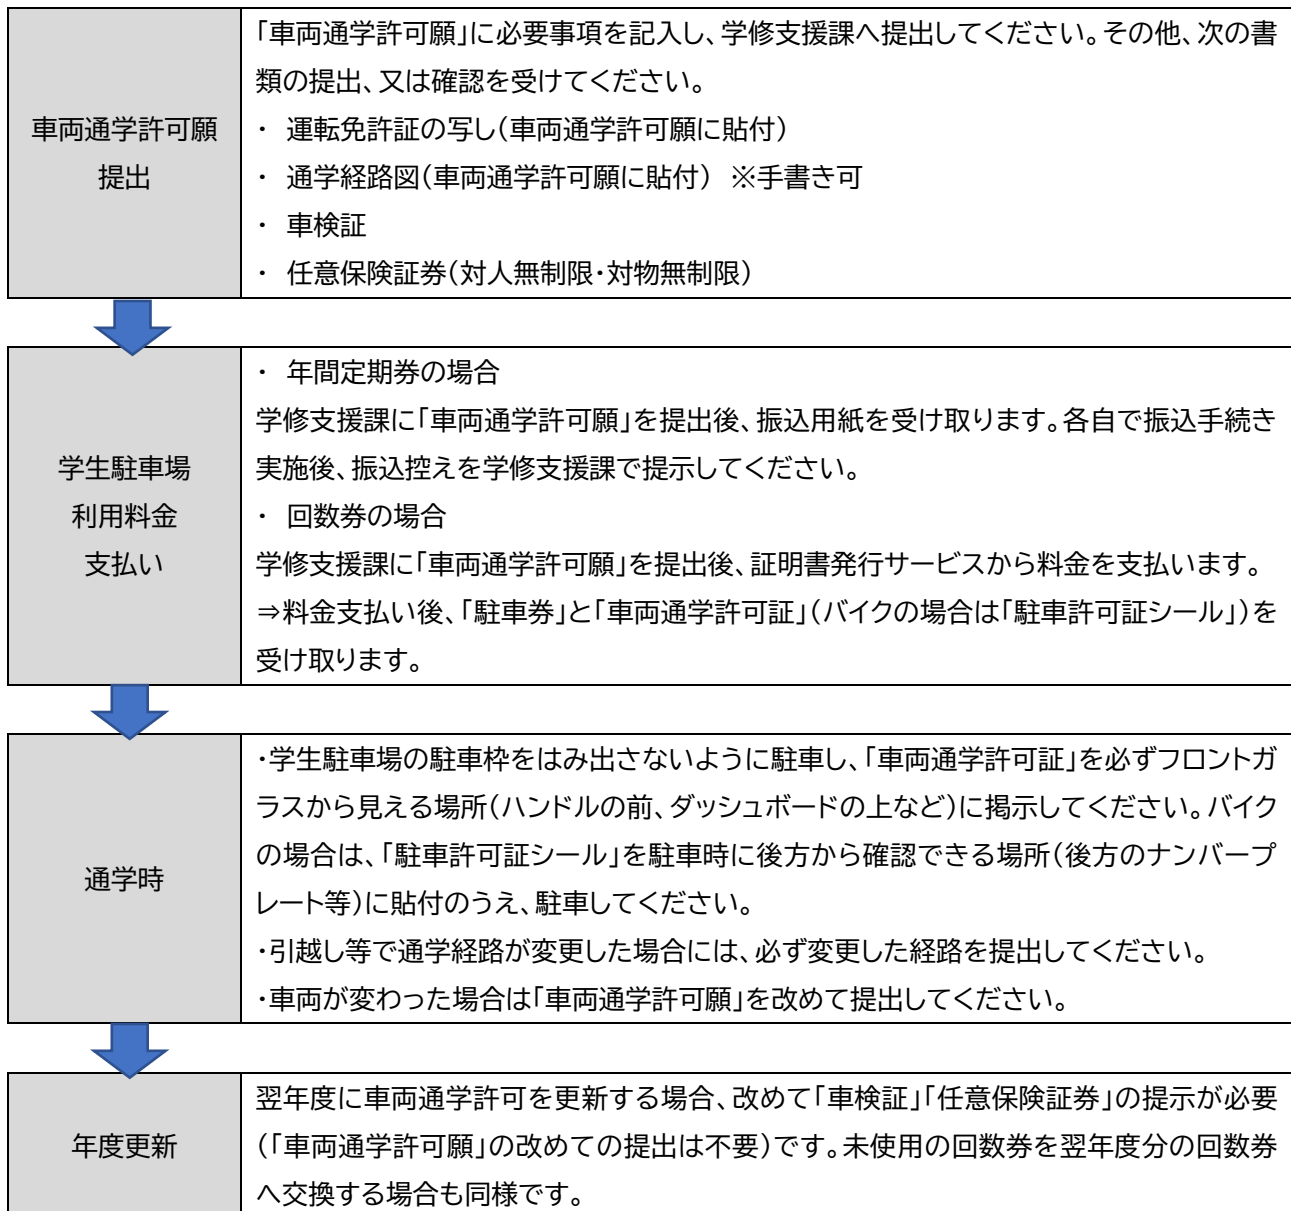 車両通学許可願
提出
「車両通学許可願」に必要事項を記入し、学修支援課へ提出してください。その他、次の書
類の提出、又は確認を受けてください。
・ 運転免許証の写し(車両通学許可願に貼付)
・ 通学経路図(車両通学許可願に貼付) ※手書き可
・ 車検証
・ 任意保険証券(対人無制限・対物無制限)
学生駐車場
利用料金
支払い
・ 年間定期券の場合
学修支援課に「車両通学許可願」を提出後、振込用紙を受け取ります。各自で振込手続き
実施後、振込控えを学修支援課で提示してください。
・ 回数券の場合
学修支援課に「車両通学許可願」を提出後、証明書発行サービスから料金を支払います。
⇒料金支払い後、「駐車券」と「車両通学許可証」(バイクの場合は「駐車許可証シール」)を
受け取ります。
通学時
・学生駐車場の駐車枠をはみ出さないように駐車し、「車両通学許可証」を必ずフロントガ
ラスから見える場所(ハンドルの前、ダッシュボードの上など)に掲示してください。バイク
の場合は、「駐車許可証シール」を駐車時に後方から確認できる場所(後方のナンバープ
レート等)に貼付のうえ、駐車してください。
・引越し等で通学経路が変更した場合には、必ず変更した経路を提出してください。
・車両が変わった場合は「車両通学許可願」を改めて提出してください。
年度更新
翌年度に車両通学許可を更新する場合、改めて「車検証」「任意保険証券」の提示が必要
(「車両通学許可願」の改めての提出は不要)です。未使用の回数券を翌年度分の回数券
へ交換する場合も同様です。